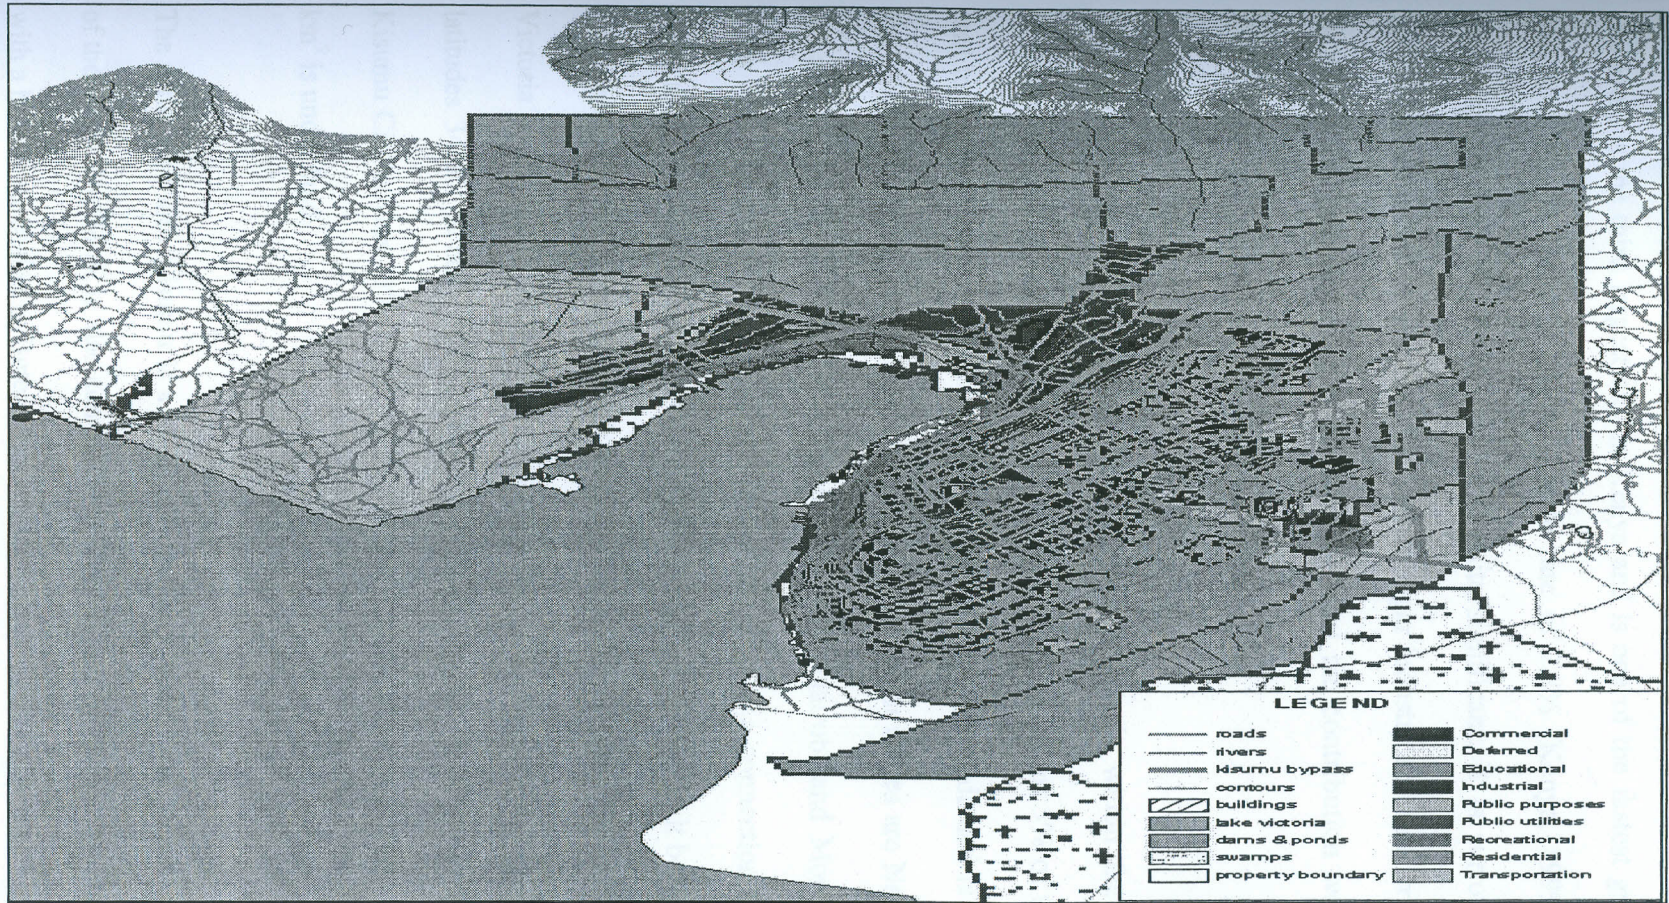 LEGEND
roads
rivers
kisumu bypass
contours
buildings
lake victoria
dams & ponds
swamps
property boundary
Commercial
Deferred
Educational
Industrial
Public purposes
Public utilities
Recreational
Residential
Transportation